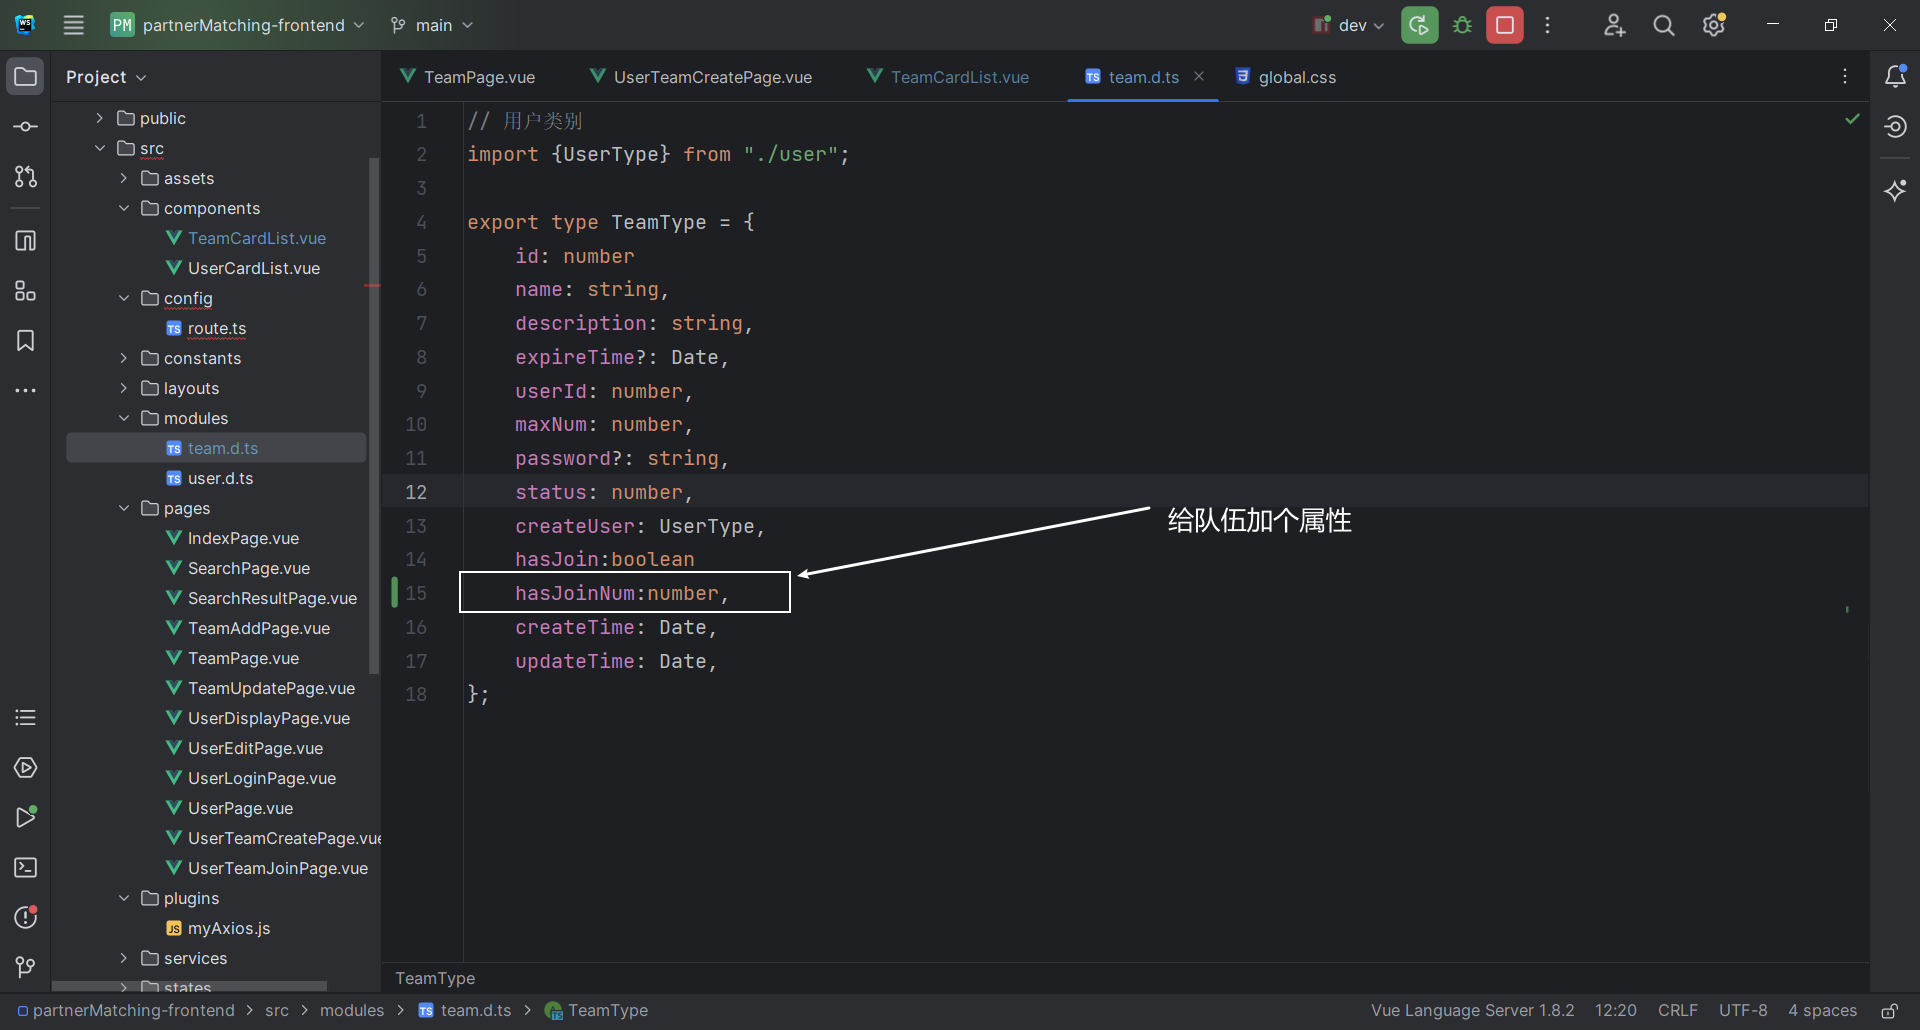 PM partnerMatching-frontend main dev
Project
TeamPage.vue UserTeamCreatePage.vue TeamCardList.vue TS team.d.ts global.css
public
src
assets
components
TeamCardList.vue
UserCardList.vue
config
TS route.ts
constants
layouts
modules
TS team.d.ts
TS user.d.ts
pages
IndexPage.vue
SearchPage.vue
SearchResultPage.vue
TeamAddPage.vue
TeamPage.vue
TeamUpdatePage.vue
UserDisplayPage.vue
UserEditPage.vue
UserLoginPage.vue
UserPage.vue
UserTeamCreatePage.vue
UserTeamJoinPage.vue
plugins
JS myAxios.js
services
states
1 // 用户类别
2 import {UserType} from "./user";
3
4 export type TeamType = {
5 id: number
6 name: string,
7 description: string,
8 expireTime?: Date,
9 userId: number,
10 maxNum: number,
11 password?: string,
12 status: number,
13 createUser: UserType,
14 hasJoin:boolean
15 hasJoinNum:number,
16 createTime: Date,
17 updateTime: Date,
18 };
给队伍加个属性
TeamType
partnerMatching-frontend > src > modules > TS team.d.ts > TeamType
Vue Language Server 1.8.2 12:20 CRLF UTF-8 4 spaces